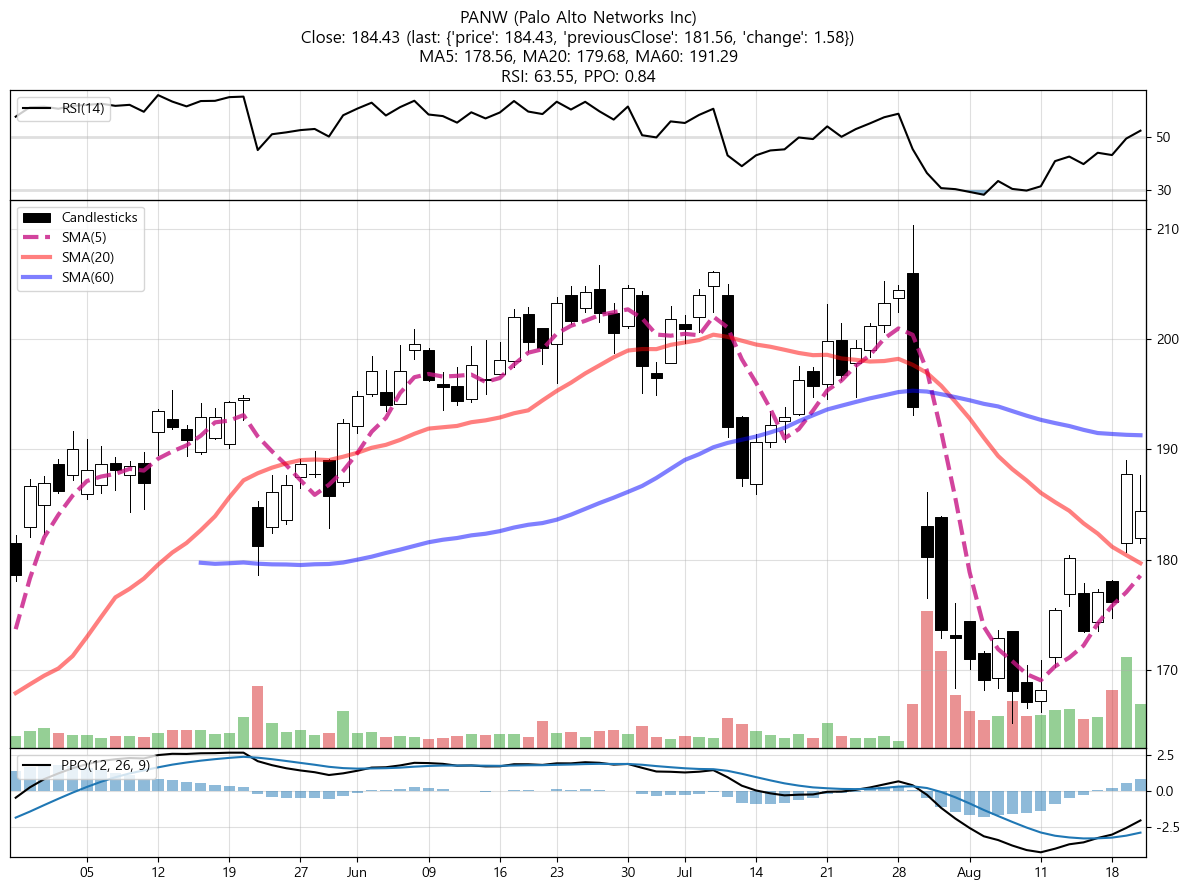 PANW (Palo Alto Networks Inc)
Close: 184.43 (last: {'price': 184.43, 'previousClose': 181.56, 'change': 1.58})
MA5: 178.56, MA20: 179.68, MA60: 191.29
RSI: 63.55, PPO: 0.84
RSI(14)
50
30
Candlesticks
SMA(5)
SMA(20)
SMA(60)
210
200
190
180
170
PPO(12, 26, 9)
2.5
0.0
−2.5
05 12 19 27 Jun 09 16 23 30 Jul 14 21 28 Aug 11 18